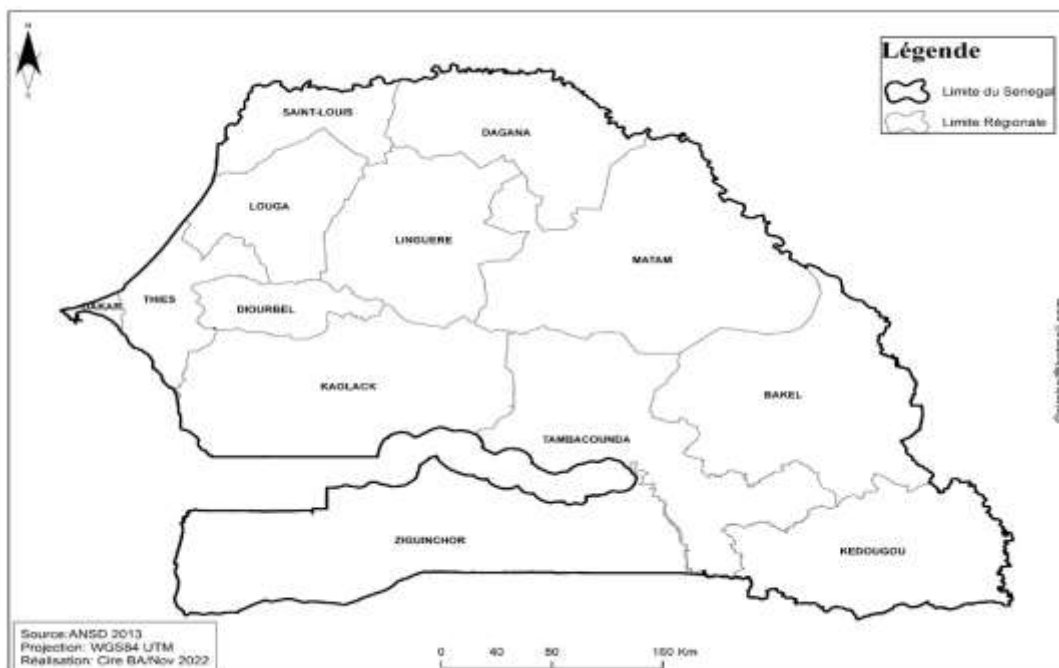 N
Légende
Limite du Senegal
Limite Régionale
SAINT-LOUIS
DAGANA
LOUGA
LINGUERE
MATAM
DAKAR
THIES
DIOURBEL
KAOLACK
BAKEL
TAMBACOUNDA
ZIGUINCHOR
KEDOUGOU
Source:ANSD 2013
Projection: WGS84 UTM
Réalisation: Cire BA/Nov 2022
0 40 80 160 Km